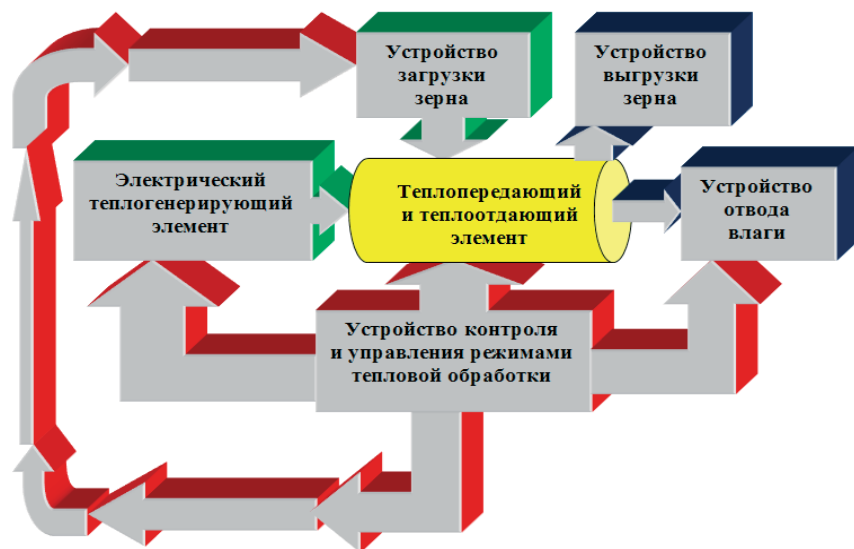 Устройство
загрузки
зерна
Устройство
выгрузки
зерна
Электрический
теплогенерирующий
элемент
Теплопередающий
и теплоотдающий
элемент
Устройство
отвода
влаги
Устройство контроля
и управления режимами
тепловой обработки